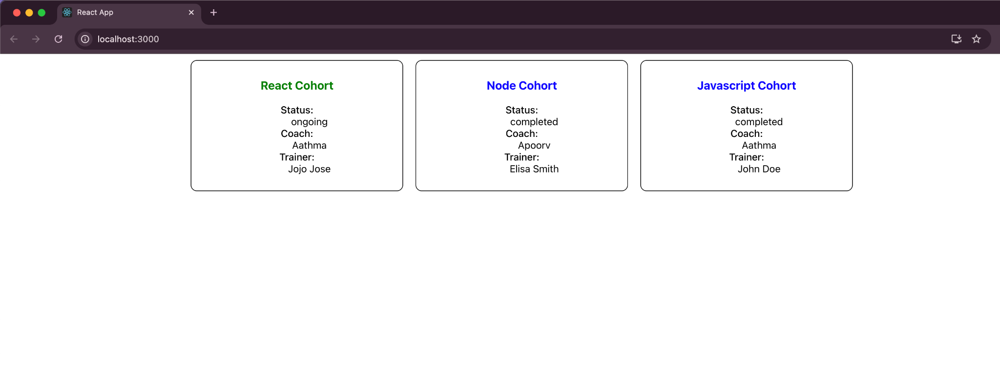 React App
localhost:3000
React Cohort
Status:
ongoing
Coach:
Aathma
Trainer:
Jojo Jose
Node Cohort
Status:
completed
Coach:
Apoorv
Trainer:
Elisa Smith
Javascript Cohort
Status:
completed
Coach:
Aathma
Trainer:
John Doe